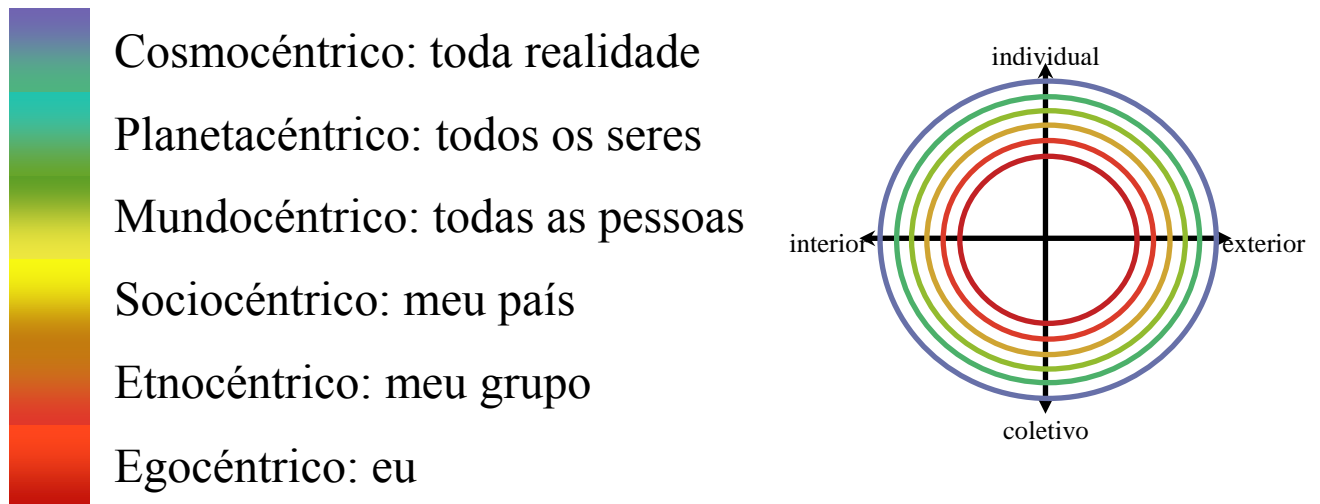 Cosmocéntrico: toda realidade
Planetacéntrico: todos os seres
Mundocéntrico: todas as pessoas
Sociocéntrico: meu país
Etnocéntrico: meu grupo
Egocéntrico: eu
individual
interior
exterior
coletivo